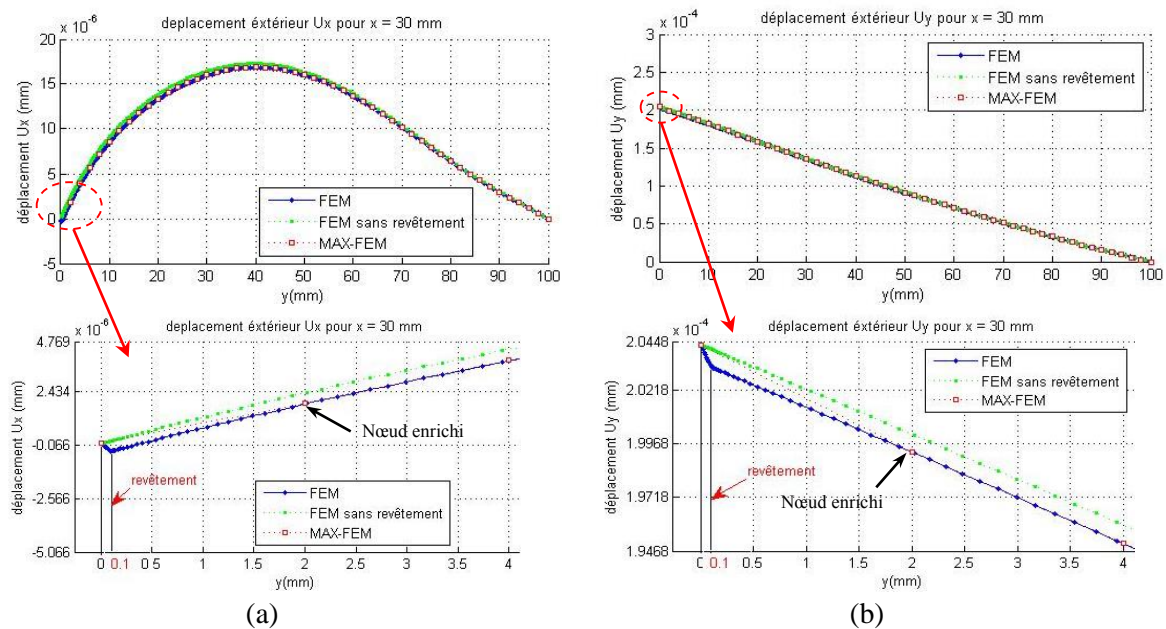 déplacement éxtérieur Ux pour x = 30 mm
x 10⁻⁶
20
15
10
5
0
-5
déplacement Ux (mm)
0 10 20 30 40 50 60 70 80 90 100
y(mm)
FEM
FEM sans revêtement
MAX-FEM
déplacement éxtérieur Uy pour x = 30 mm
x 10⁻⁴
3
2.5
2
1.5
1
0.5
0
déplacement Uy (mm)
0 10 20 30 40 50 60 70 80 90 100
y(mm)
FEM
FEM sans revêtement
MAX-FEM
deplacement éxtérieur Ux pour x = 30 mm
x 10⁻⁶
4.769
2.434
-0.066
-2.566
-5.066
déplacement Ux (mm)
0 0.1 0.5 1 1.5 2 2.5 3 3.5 4
y(mm)
revêtement
Nœud enrichi
FEM
FEM sans revêtement
MAX-FEM
déplacement éxtérieur Uy pour x = 30 mm
x 10⁻⁴
2.0448
2.0218
1.9968
1.9718
1.9468
déplacement Uy (mm)
0 0.1 0.5 1 1.5 2 2.5 3 3.5 4
y(mm)
revêtement
Nœud enrichi
FEM
FEM sans revêtement
MAX-FEM
(a)
(b)